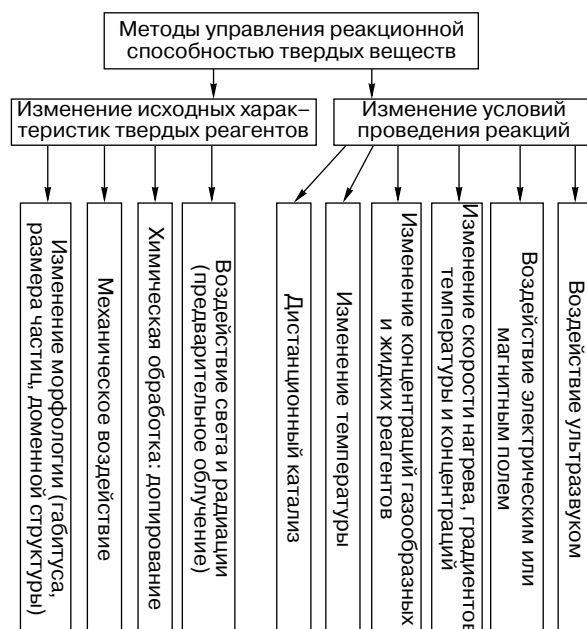 Методы управления реакционной
способностью твердых веществ
Изменение исходных харак–
теристик твердых реагентов
Изменение условий
проведения реакций
Изменение морфологии (габитуса,
размера частиц, доменной структуры)
Механическое воздействие
Химическая обработка: допирование
Воздействие света и радиации
(предварительное облучение)
Дистанционный катализ
Изменение температуры
Изменение концентраций газообразных
и жидких реагентов
Изменение скорости нагрева, градиентов
температуры и концентраций
Воздействие электрическим или
магнитным полем
Воздействие ультразвуком